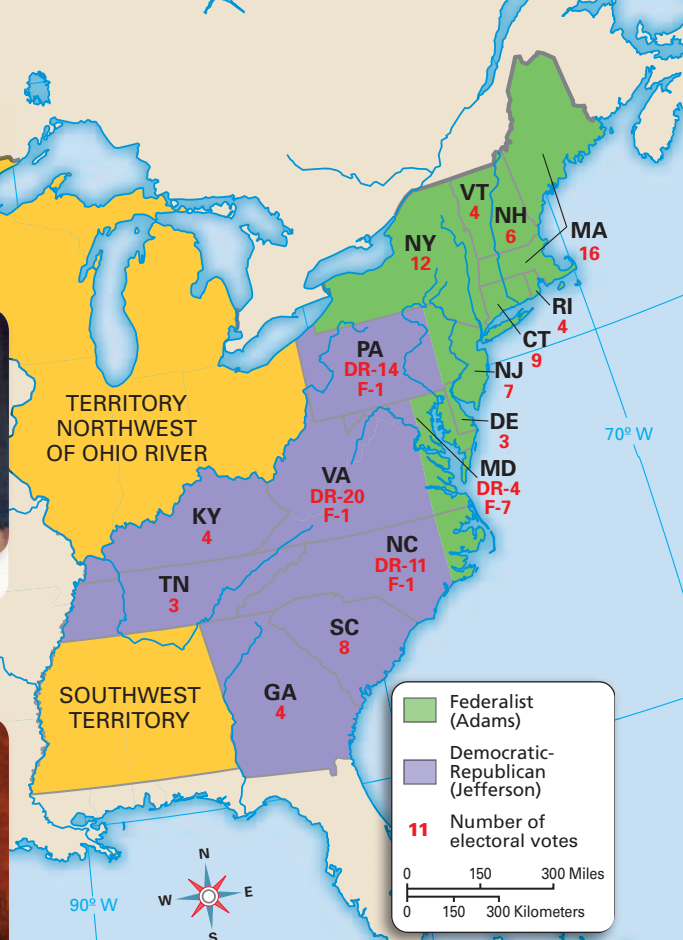 VT
4
NH
6
MA
16
NY
12
RI
4
CT
9
PA
DR-14
F-1
NJ
7
TERRITORY
NORTHWEST
OF OHIO RIVER
DE
3
70º W
MD
DR-4
F-7
VA
DR-20
F-1
KY
4
NC
DR-11
F-1
TN
3
SC
8
SOUTHWEST
TERRITORY
GA
4
Federalist
(Adams)
Democratic-
Republican
(Jefferson)
11 Number of
electoral votes
0 150 300 Miles
0 150 300 Kilometers
N
W E
S
90º W